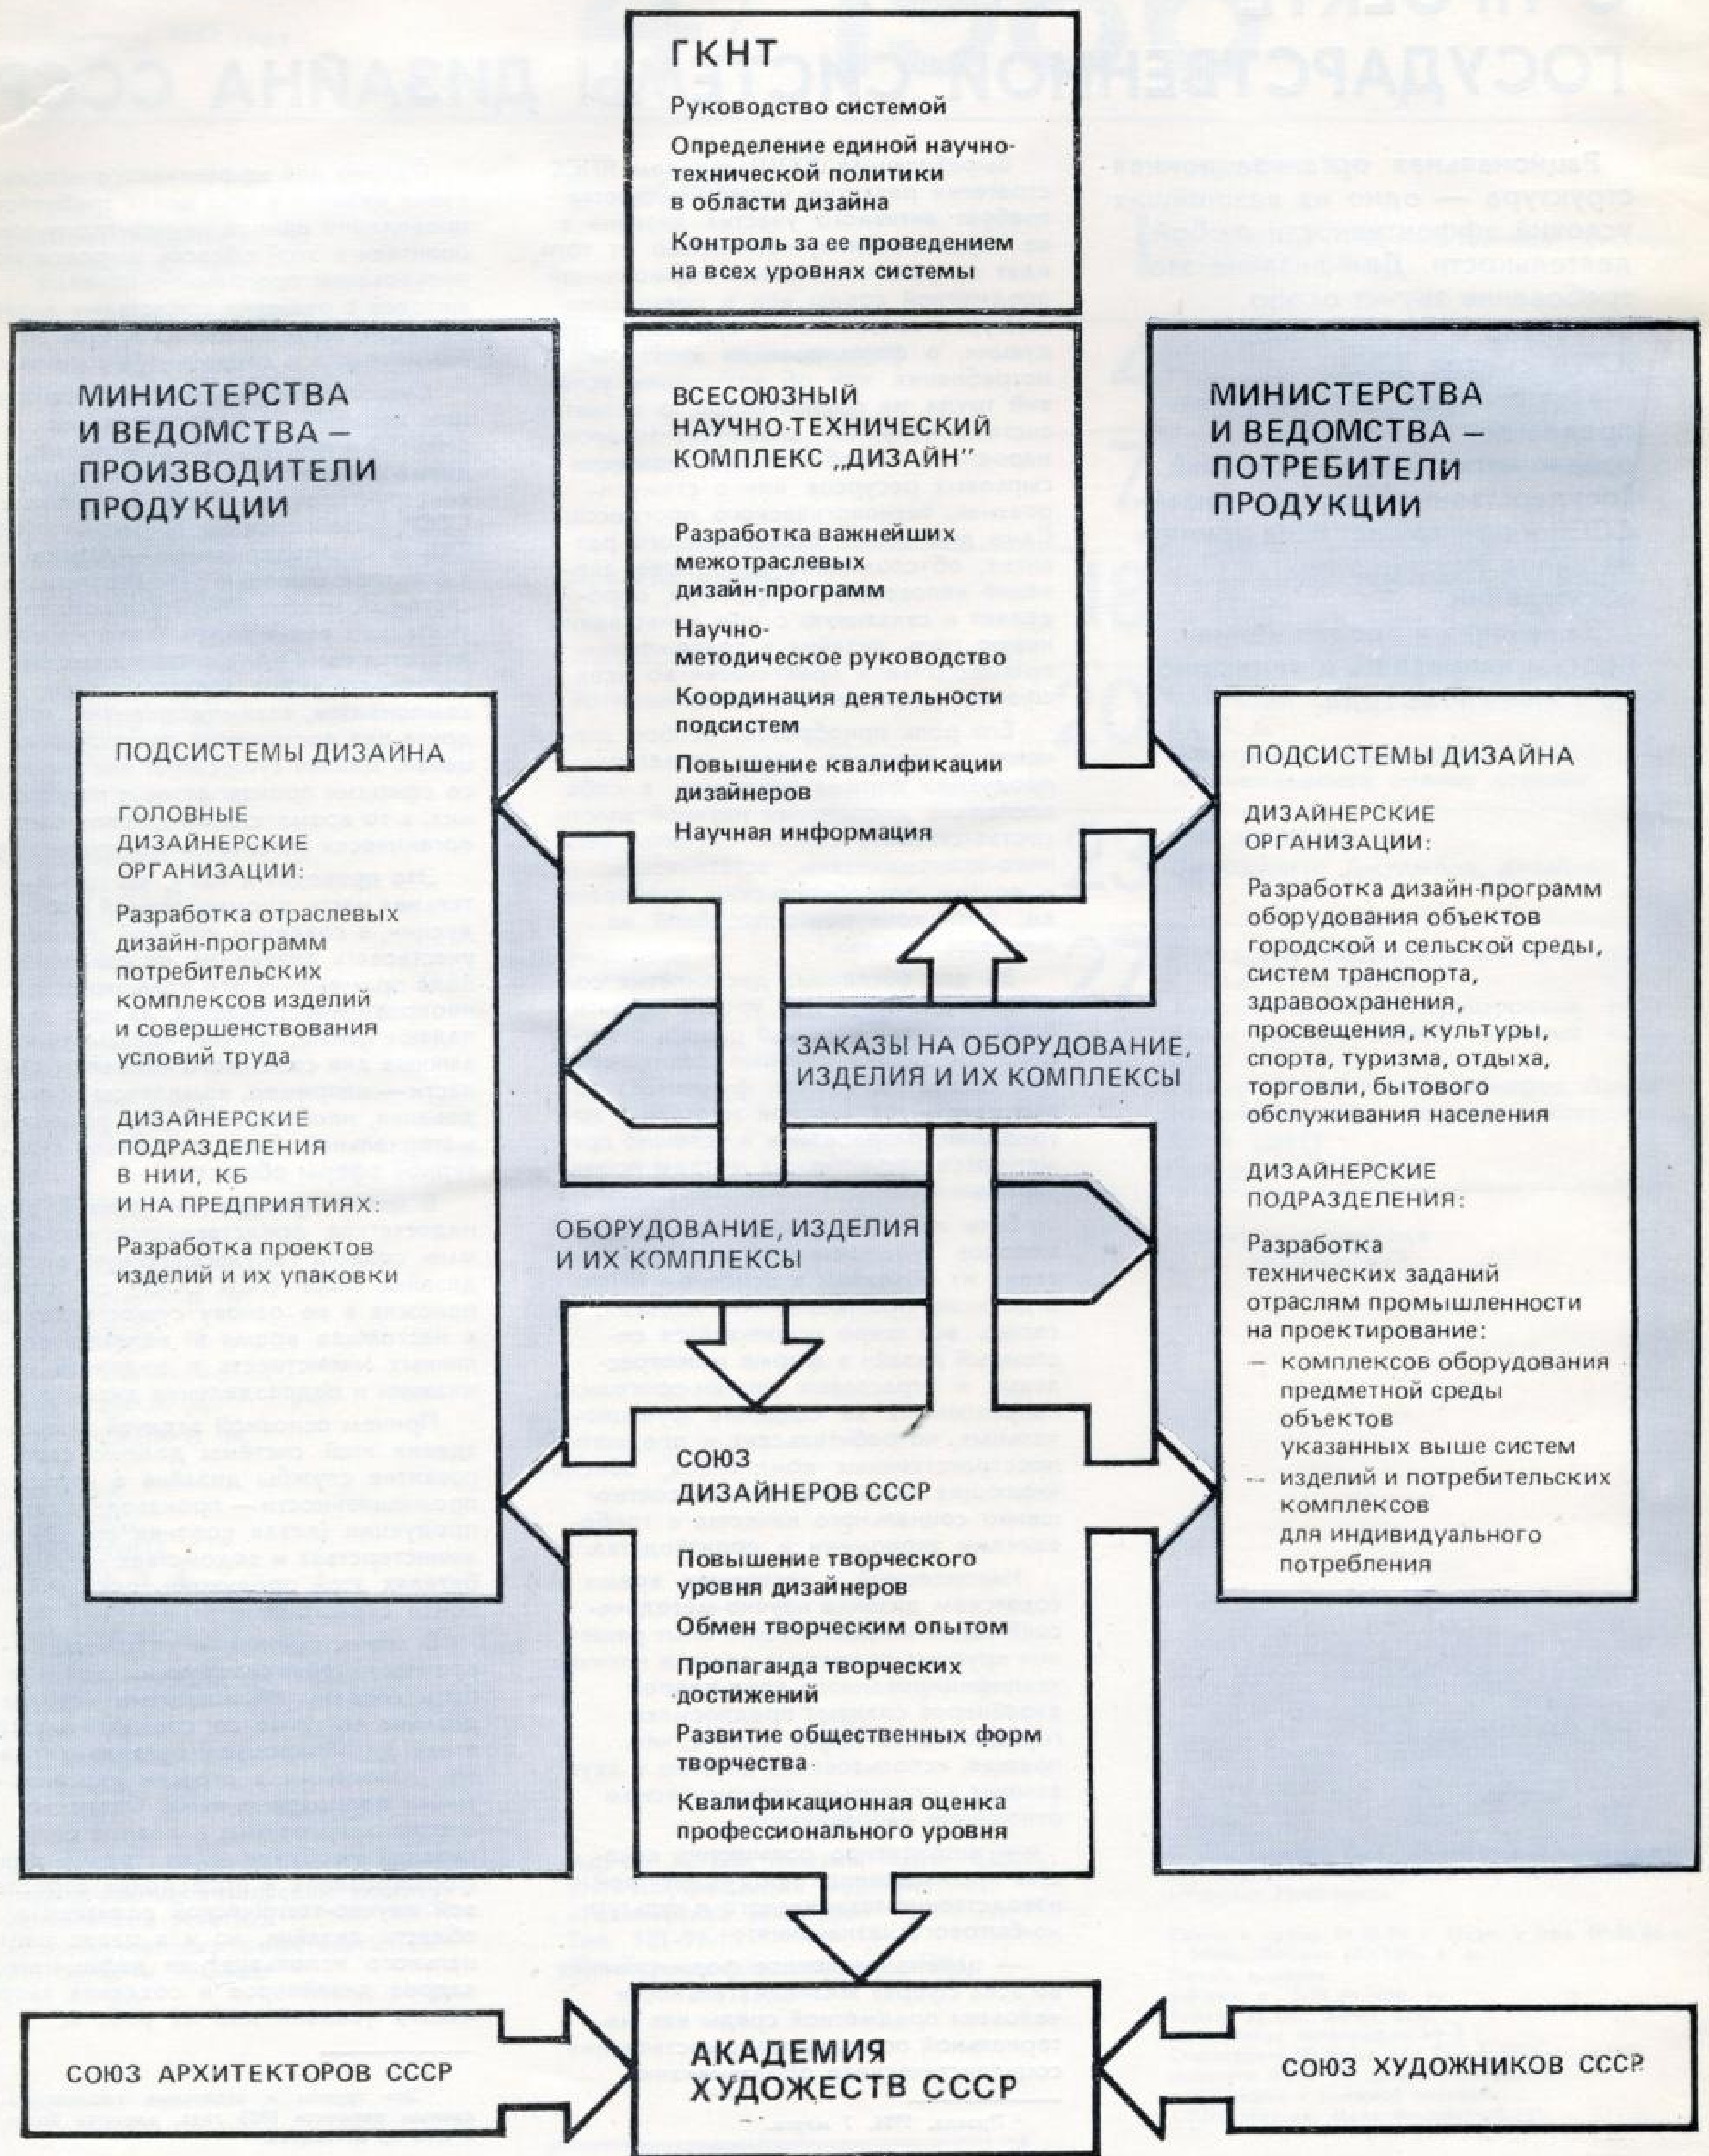 ГКНТ
Руководство системой
Определение единой научно-
технической политики
в области дизайна
Контроль за ее проведением
на всех уровнях системы
МИНИСТЕРСТВА
И ВЕДОМСТВА –
ПРОИЗВОДИТЕЛИ
ПРОДУКЦИИ
ПОДСИСТЕМЫ ДИЗАЙНА
ГОЛОВНЫЕ
ДИЗАЙНЕРСКИЕ
ОРГАНИЗАЦИИ:
Разработка отраслевых
дизайн-программ
потребительских
комплексов изделий
и совершенствования
условий труда
ДИЗАЙНЕРСКИЕ
ПОДРАЗДЕЛЕНИЯ
В НИИ, КБ
И НА ПРЕДПРИЯТИЯХ:
Разработка проектов
изделий и их упаковки
ВСЕСОЮЗНЫЙ
НАУЧНО-ТЕХНИЧЕСКИЙ
КОМПЛЕКС „ДИЗАЙН”
Разработка важнейших
межотраслевых
дизайн-программ
Научно-
методическое руководство
Координация деятельности
подсистем
Повышение квалификации
дизайнеров
Научная информация
ЗАКАЗЫ НА ОБОРУДОВАНИЕ,
ИЗДЕЛИЯ И ИХ КОМПЛЕКСЫ
ОБОРУДОВАНИЕ, ИЗДЕЛИЯ
И ИХ КОМПЛЕКСЫ
СОЮЗ
ДИЗАЙНЕРОВ СССР
Повышение творческого
уровня дизайнеров
Обмен творческим опытом
Пропаганда творческих
достижений
Развитие общественных форм
творчества
Квалификационная оценка
профессионального уровня
МИНИСТЕРСТВА
И ВЕДОМСТВА –
ПОТРЕБИТЕЛИ
ПРОДУКЦИИ
ПОДСИСТЕМЫ ДИЗАЙНА
ДИЗАЙНЕРСКИЕ
ОРГАНИЗАЦИИ:
Разработка дизайн-программ
оборудования объектов
городской и сельской среды,
систем транспорта,
здравоохранения,
просвещения, культуры,
спорта, туризма, отдыха,
торговли, бытового
обслуживания населения
ДИЗАЙНЕРСКИЕ
ПОДРАЗДЕЛЕНИЯ:
Разработка
технических заданий
отраслям промышленности
на проектирование:
– комплексов оборудования
предметной среды
объектов
указанных выше систем
– изделий и потребительских
комплексов
для индивидуального
потребления
СОЮЗ АРХИТЕКТОРОВ СССР
АКАДЕМИЯ
ХУДОЖЕСТВ СССР
СОЮЗ ХУДОЖНИКОВ СССР